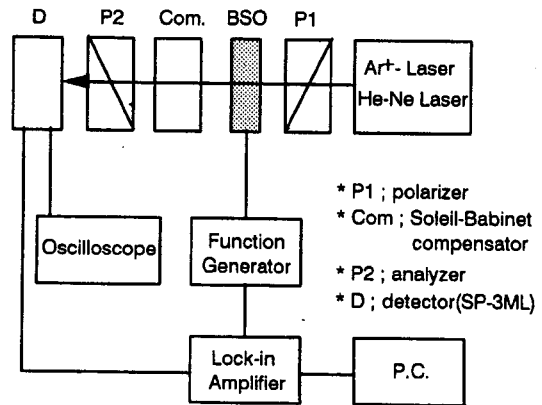 D P2 Com. BSO P1
Ar+- Laser
He-Ne Laser
* P1 ; polarizer
* Com ; Soleil-Babinet
compensator
* P2 ; analyzer
* D ; detector(SP-3ML)
Oscilloscope
Function
Generator
Lock-in
Amplifier
P.C.